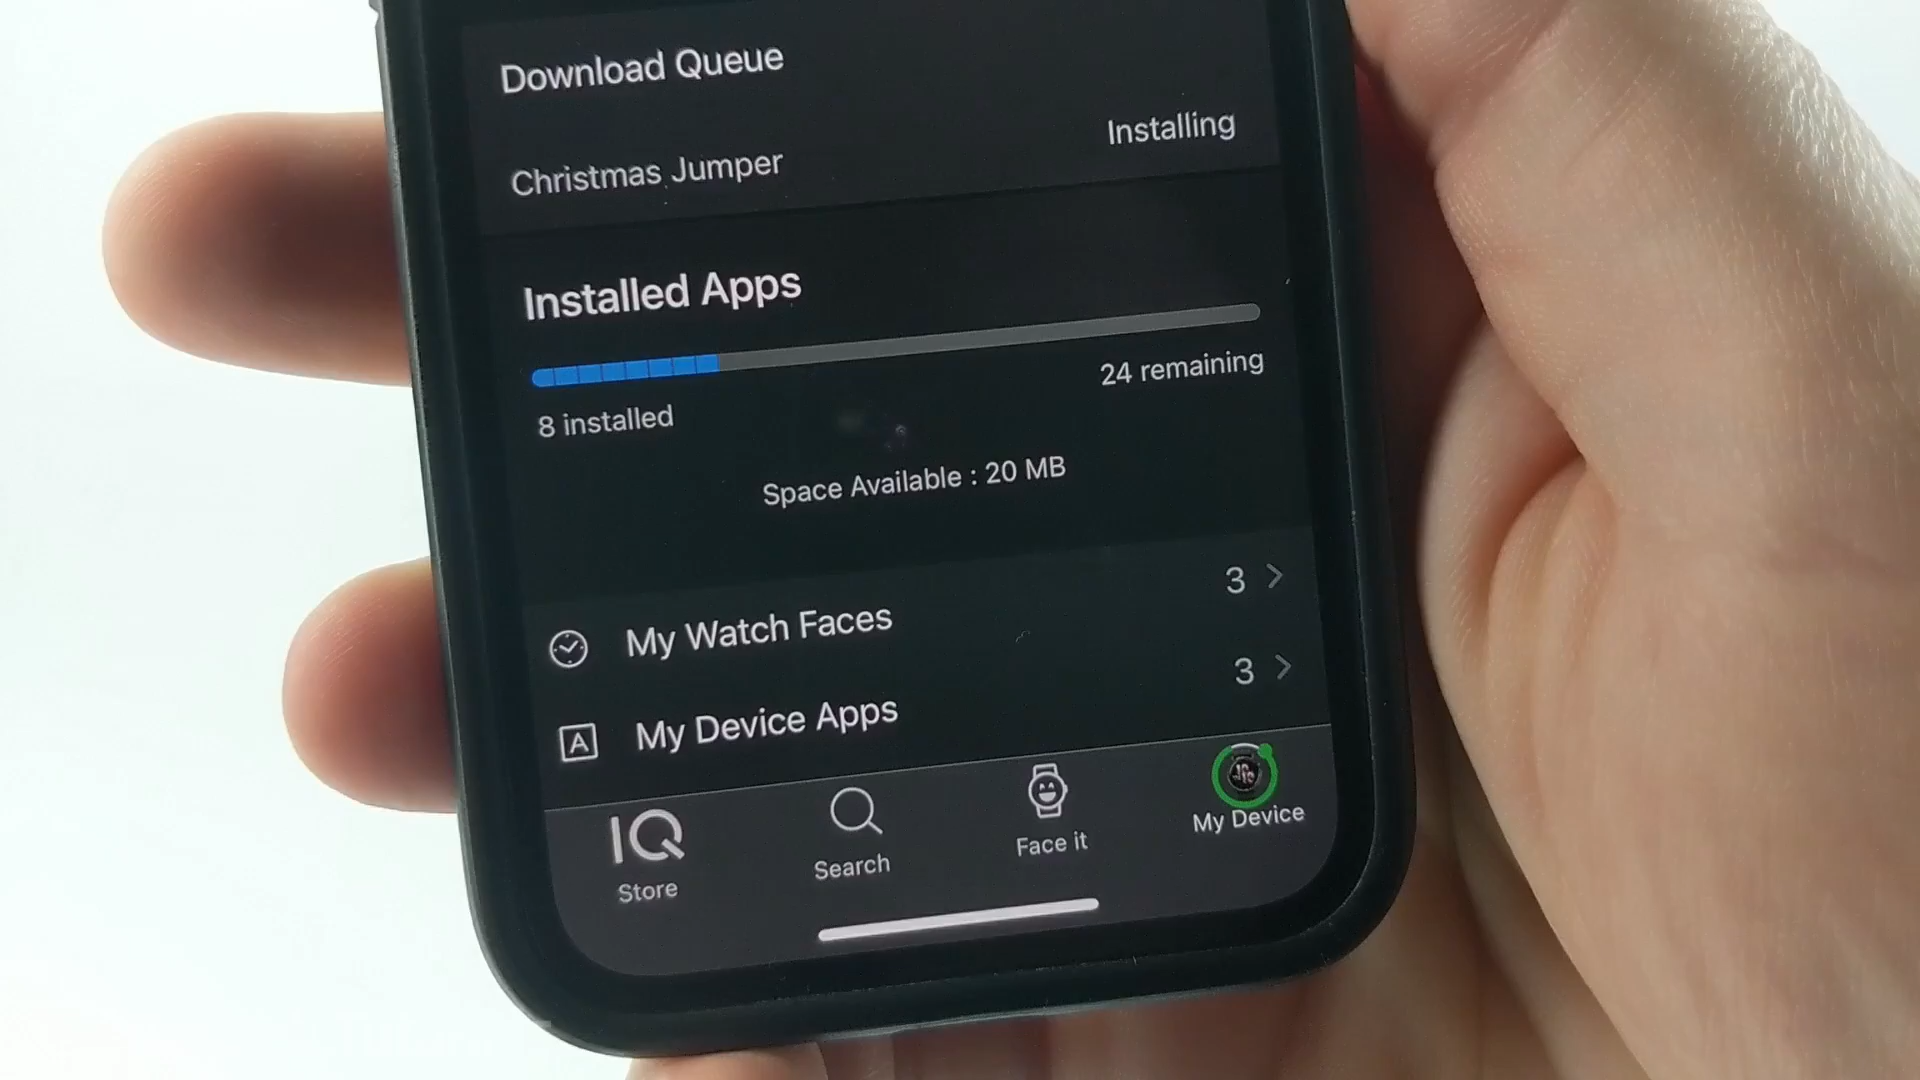 Download Queue
Christmas Jumper
Installing
Installed Apps
8 installed
24 remaining
Space Available : 20 MB
My Watch Faces
3
My Device Apps
3
IQ
Store
Search
Face it
My Device